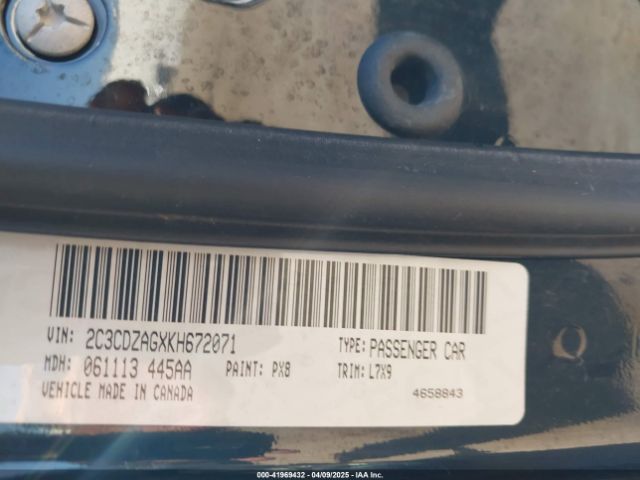 VIN: 2C3CDZAGXKH672071 TYPE: PASSENGER CAR
MDH: 061113 445AA PAINT: PX8 TRIM: L7X9
VEHICLE MADE IN CANADA 4658843
000-41969432 - 04/09/2025 - IAA Inc.